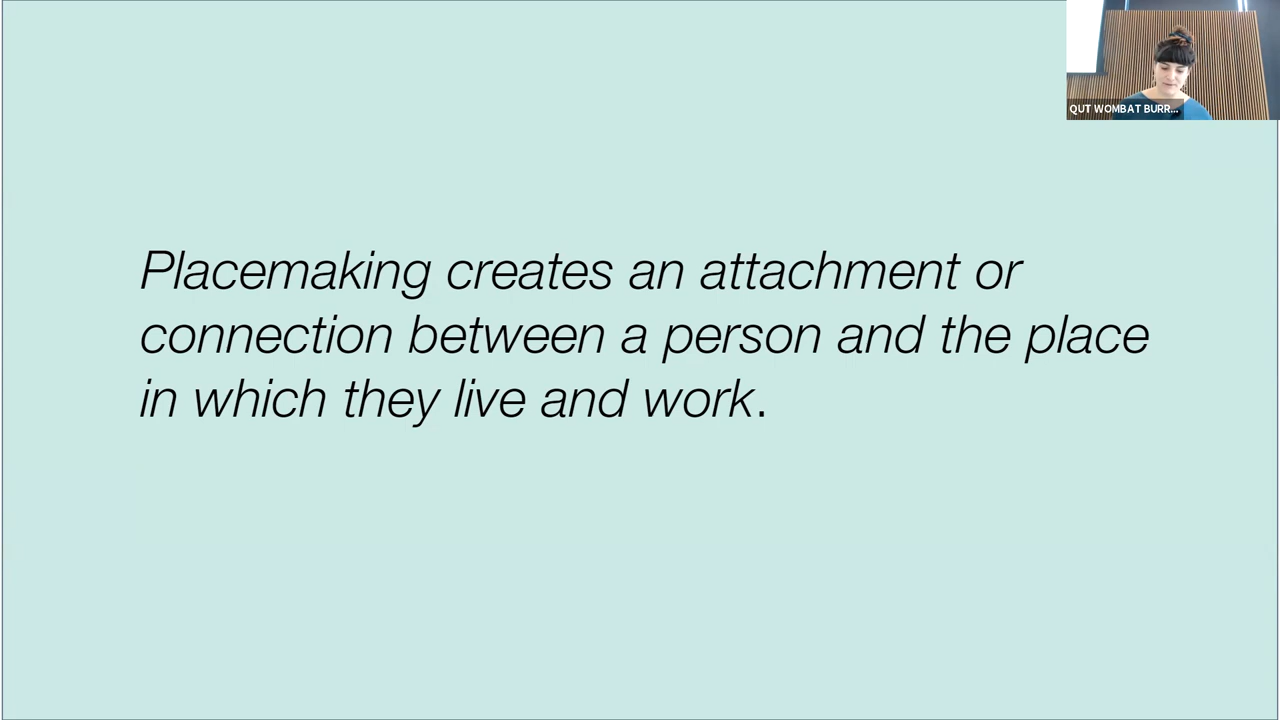 QUT WOMBAT BURR...
Placemaking creates an attachment or
connection between a person and the place
in which they live and work.